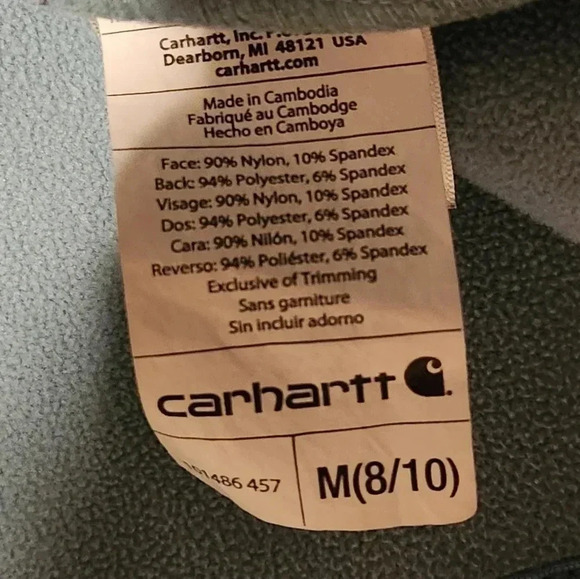 Carhartt, Inc.
Dearborn, MI 48121 USA
carhartt.com
Made in Cambodia
Fabriqué au Cambodge
Hecho en Camboya
Face: 90% Nylon, 10% Spandex
Back: 94% Polyester, 6% Spandex
Visage: 90% Nylon, 10% Spandex
Dos: 94% Polyester, 6% Spandex
Cara: 90% Nilón, 10% Spandex
Reverso: 94% Poliéster, 6% Spandex
Exclusive of Trimming
Sans garniture
Sin incluir adorno
carhartt
457
M(8/10)